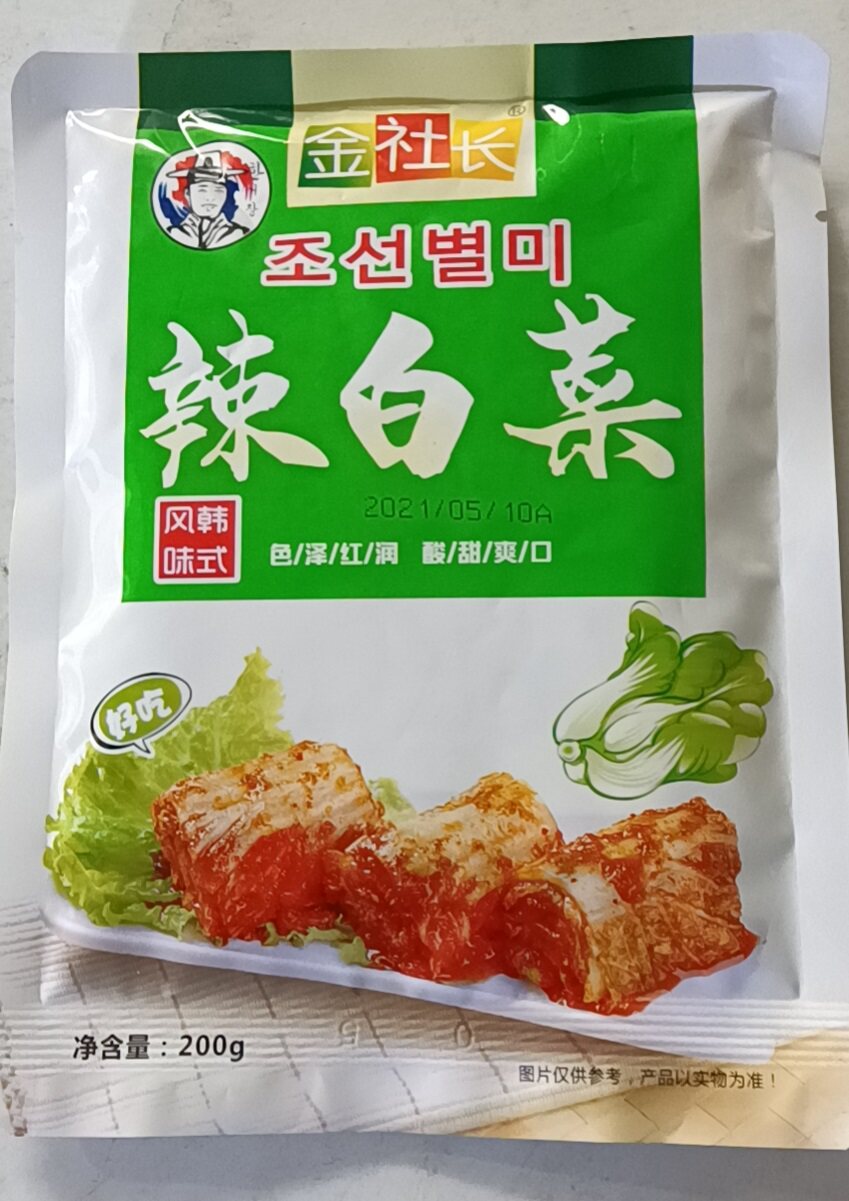 金社长®
조선별미
辣白菜
2021/05/10A
风韩
味式
色/泽/红/润 酸/甜/爽/口
好吃
净含量：200g
图片仅供参考，产品以实物为准！